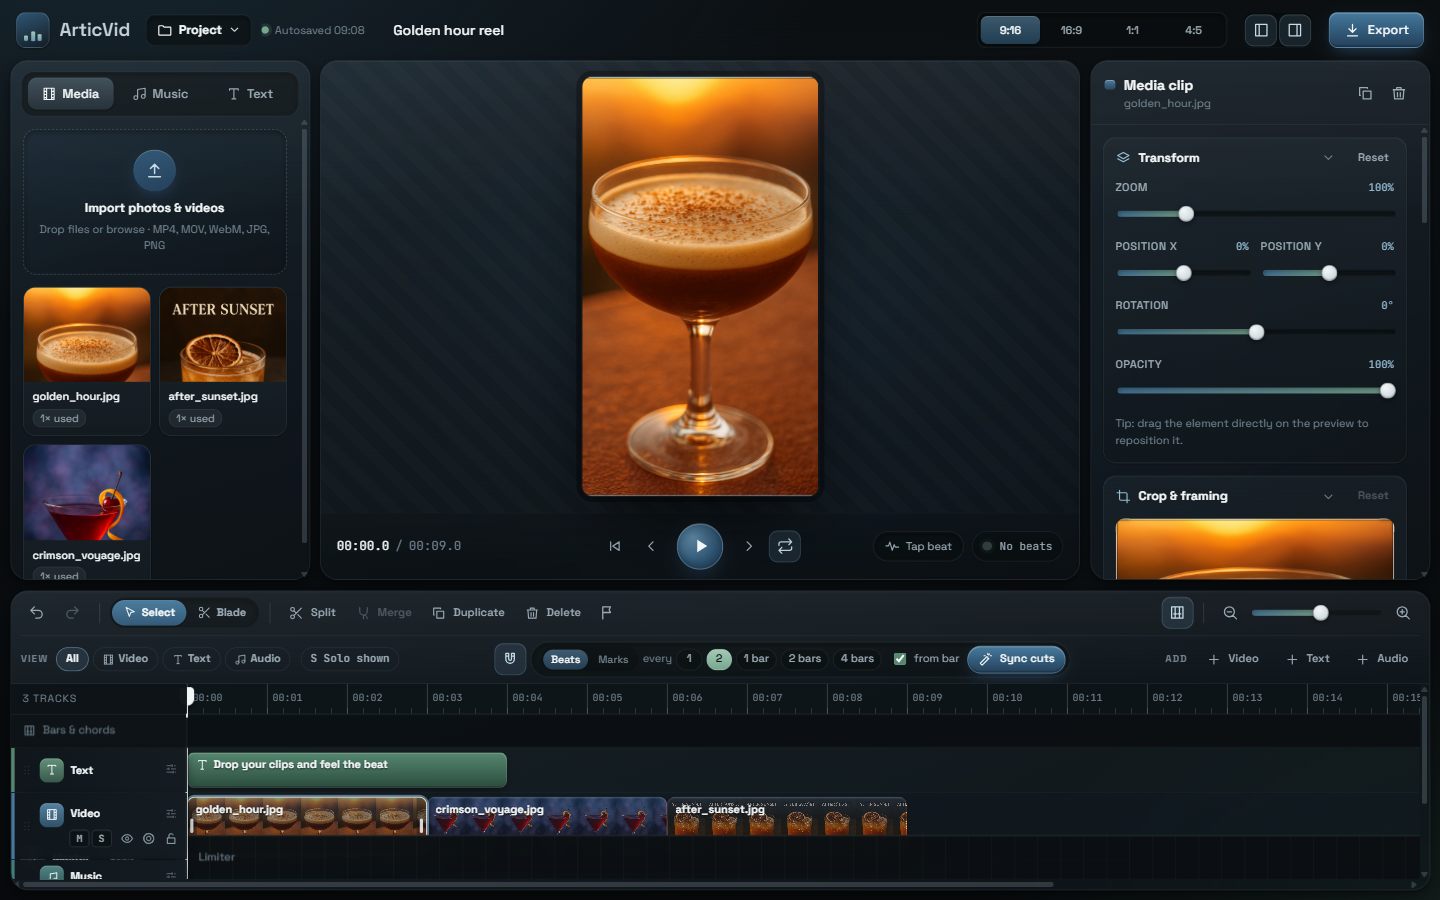 ArticVid
Project
Autosaved 09:08
Golden hour reel
9:16
16:9
1:1
4:5
Export
Media
Music
Text
Import photos & videos
Drop files or browse · MP4, MOV, WebM, JPG,
PNG
AFTER SUNSET
golden_hour.jpg
1× used
after_sunset.jpg
1× used
crimson_voyage.jpg
1× used
00:00.0 / 00:09.0
Tap beat
No beats
Media clip
golden_hour.jpg
Transform
Reset
ZOOM
100%
POSITION X
0%
POSITION Y
0%
ROTATION
0°
OPACITY
100%
Tip: drag the element directly on the preview to
reposition it.
Crop & framing
Reset
Select
Blade
Split
Merge
Duplicate
Delete
VIEW
All
Video
Text
Audio
S Solo shown
Beats
Marks
every
1
2
1 bar
2 bars
4 bars
from bar
Sync cuts
ADD
Video
Text
Audio
3 TRACKS
00:00
00:01
00:02
00:03
00:04
00:05
00:06
00:07
00:08
00:09
00:10
00:11
00:12
00:13
00:14
00:15
Bars & chords
Text
Drop your clips and feel the beat
Video
M
S
golden_hour.jpg
crimson_voyage.jpg
after_sunset.jpg
Limiter
Music